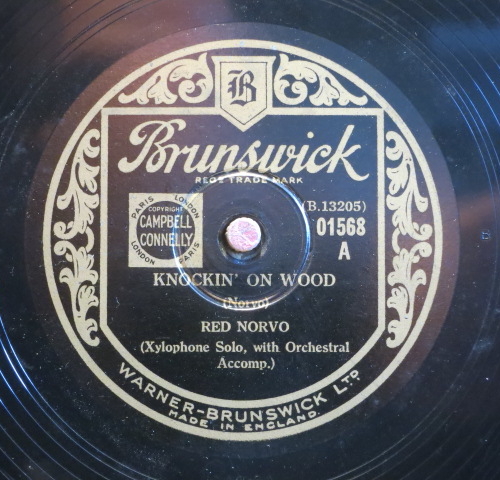 B
Brunswick
REGD TRADE MARK
PARIS LONDON
COPYRIGHT
CAMPBELL
CONNELLY
LONDON PARIS
(B.13205)
01568
A
KNOCKIN' ON WOOD
(Norvo)
RED NORVO
(Xylophone Solo, with Orchestral
Accomp.)
WARNER-BRUNSWICK LTD
MADE IN ENGLAND.